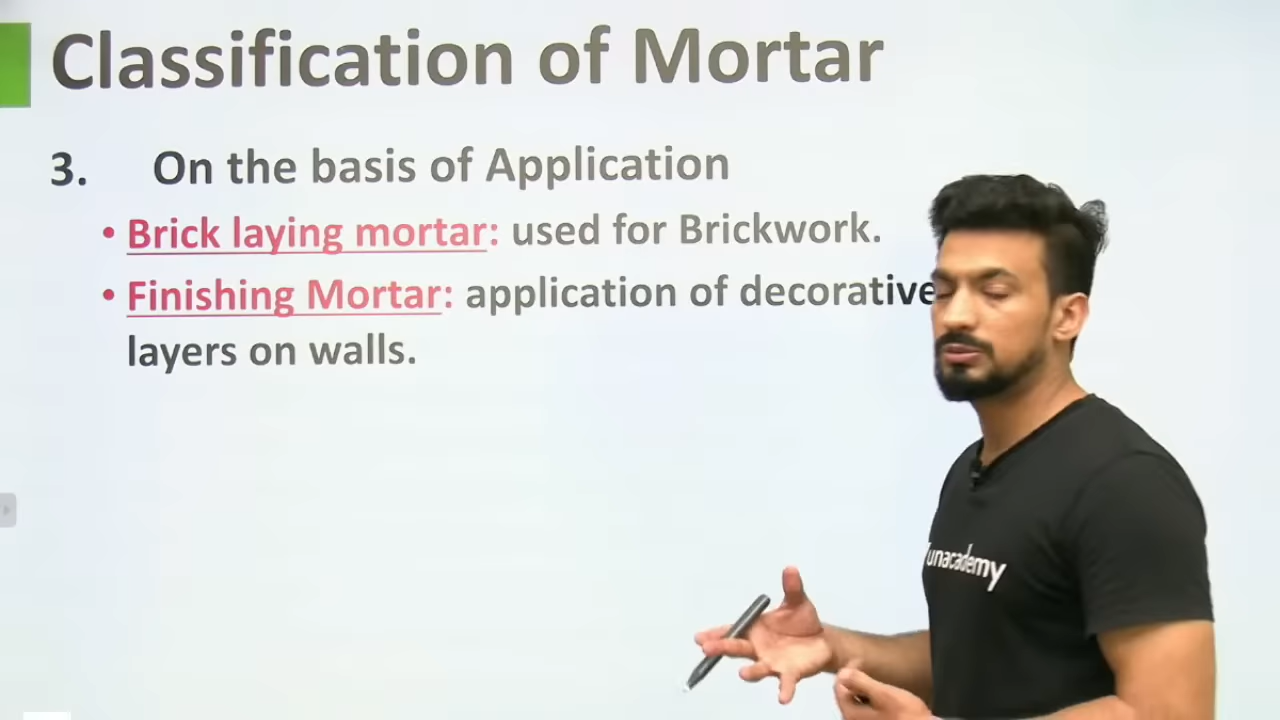 Classification of Mortar
3. On the basis of Application
• Brick laying mortar: used for Brickwork.
• Finishing Mortar: application of decorative
layers on walls.
unacademy